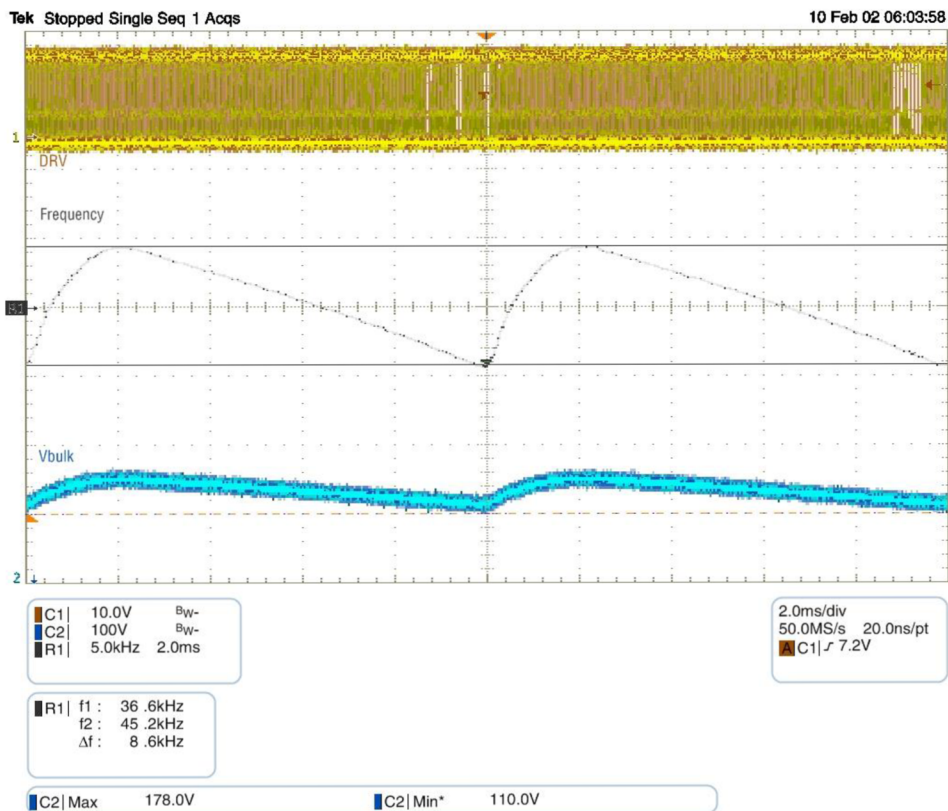 Tek Stopped Single Seq 1 Acqs
10 Feb 02 06:03:58
1
DRV
Frequency
Vbulk
2
C1 10.0V BW-
C2 100V BW-
R1 5.0kHz 2.0ms
2.0ms/div
50.0MS/s 20.0ns/pt
A C1 7.2V
R1 f1 : 36 .6kHz
f2 : 45 .2kHz
Δf : 8 .6kHz
C2 Max 178.0V C2 Min* 110.0V